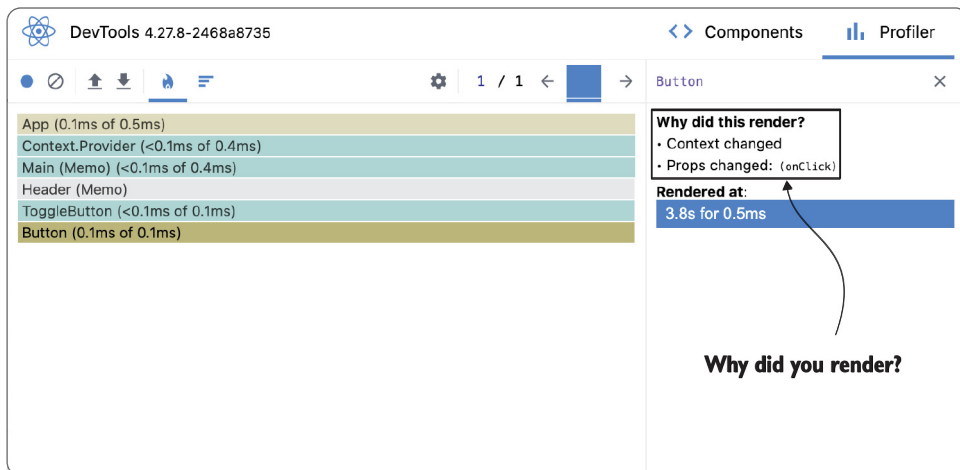 DevTools 4.27.8-2468a8735
Components
Profiler
1 / 1
Button
App (0.1ms of 0.5ms)
Context.Provider (<0.1ms of 0.4ms)
Main (Memo) (<0.1ms of 0.4ms)
Header (Memo)
ToggleButton (<0.1ms of 0.1ms)
Button (0.1ms of 0.1ms)
Why did this render?
• Context changed
• Props changed: (onClick)
Rendered at:
3.8s for 0.5ms
Why did you render?